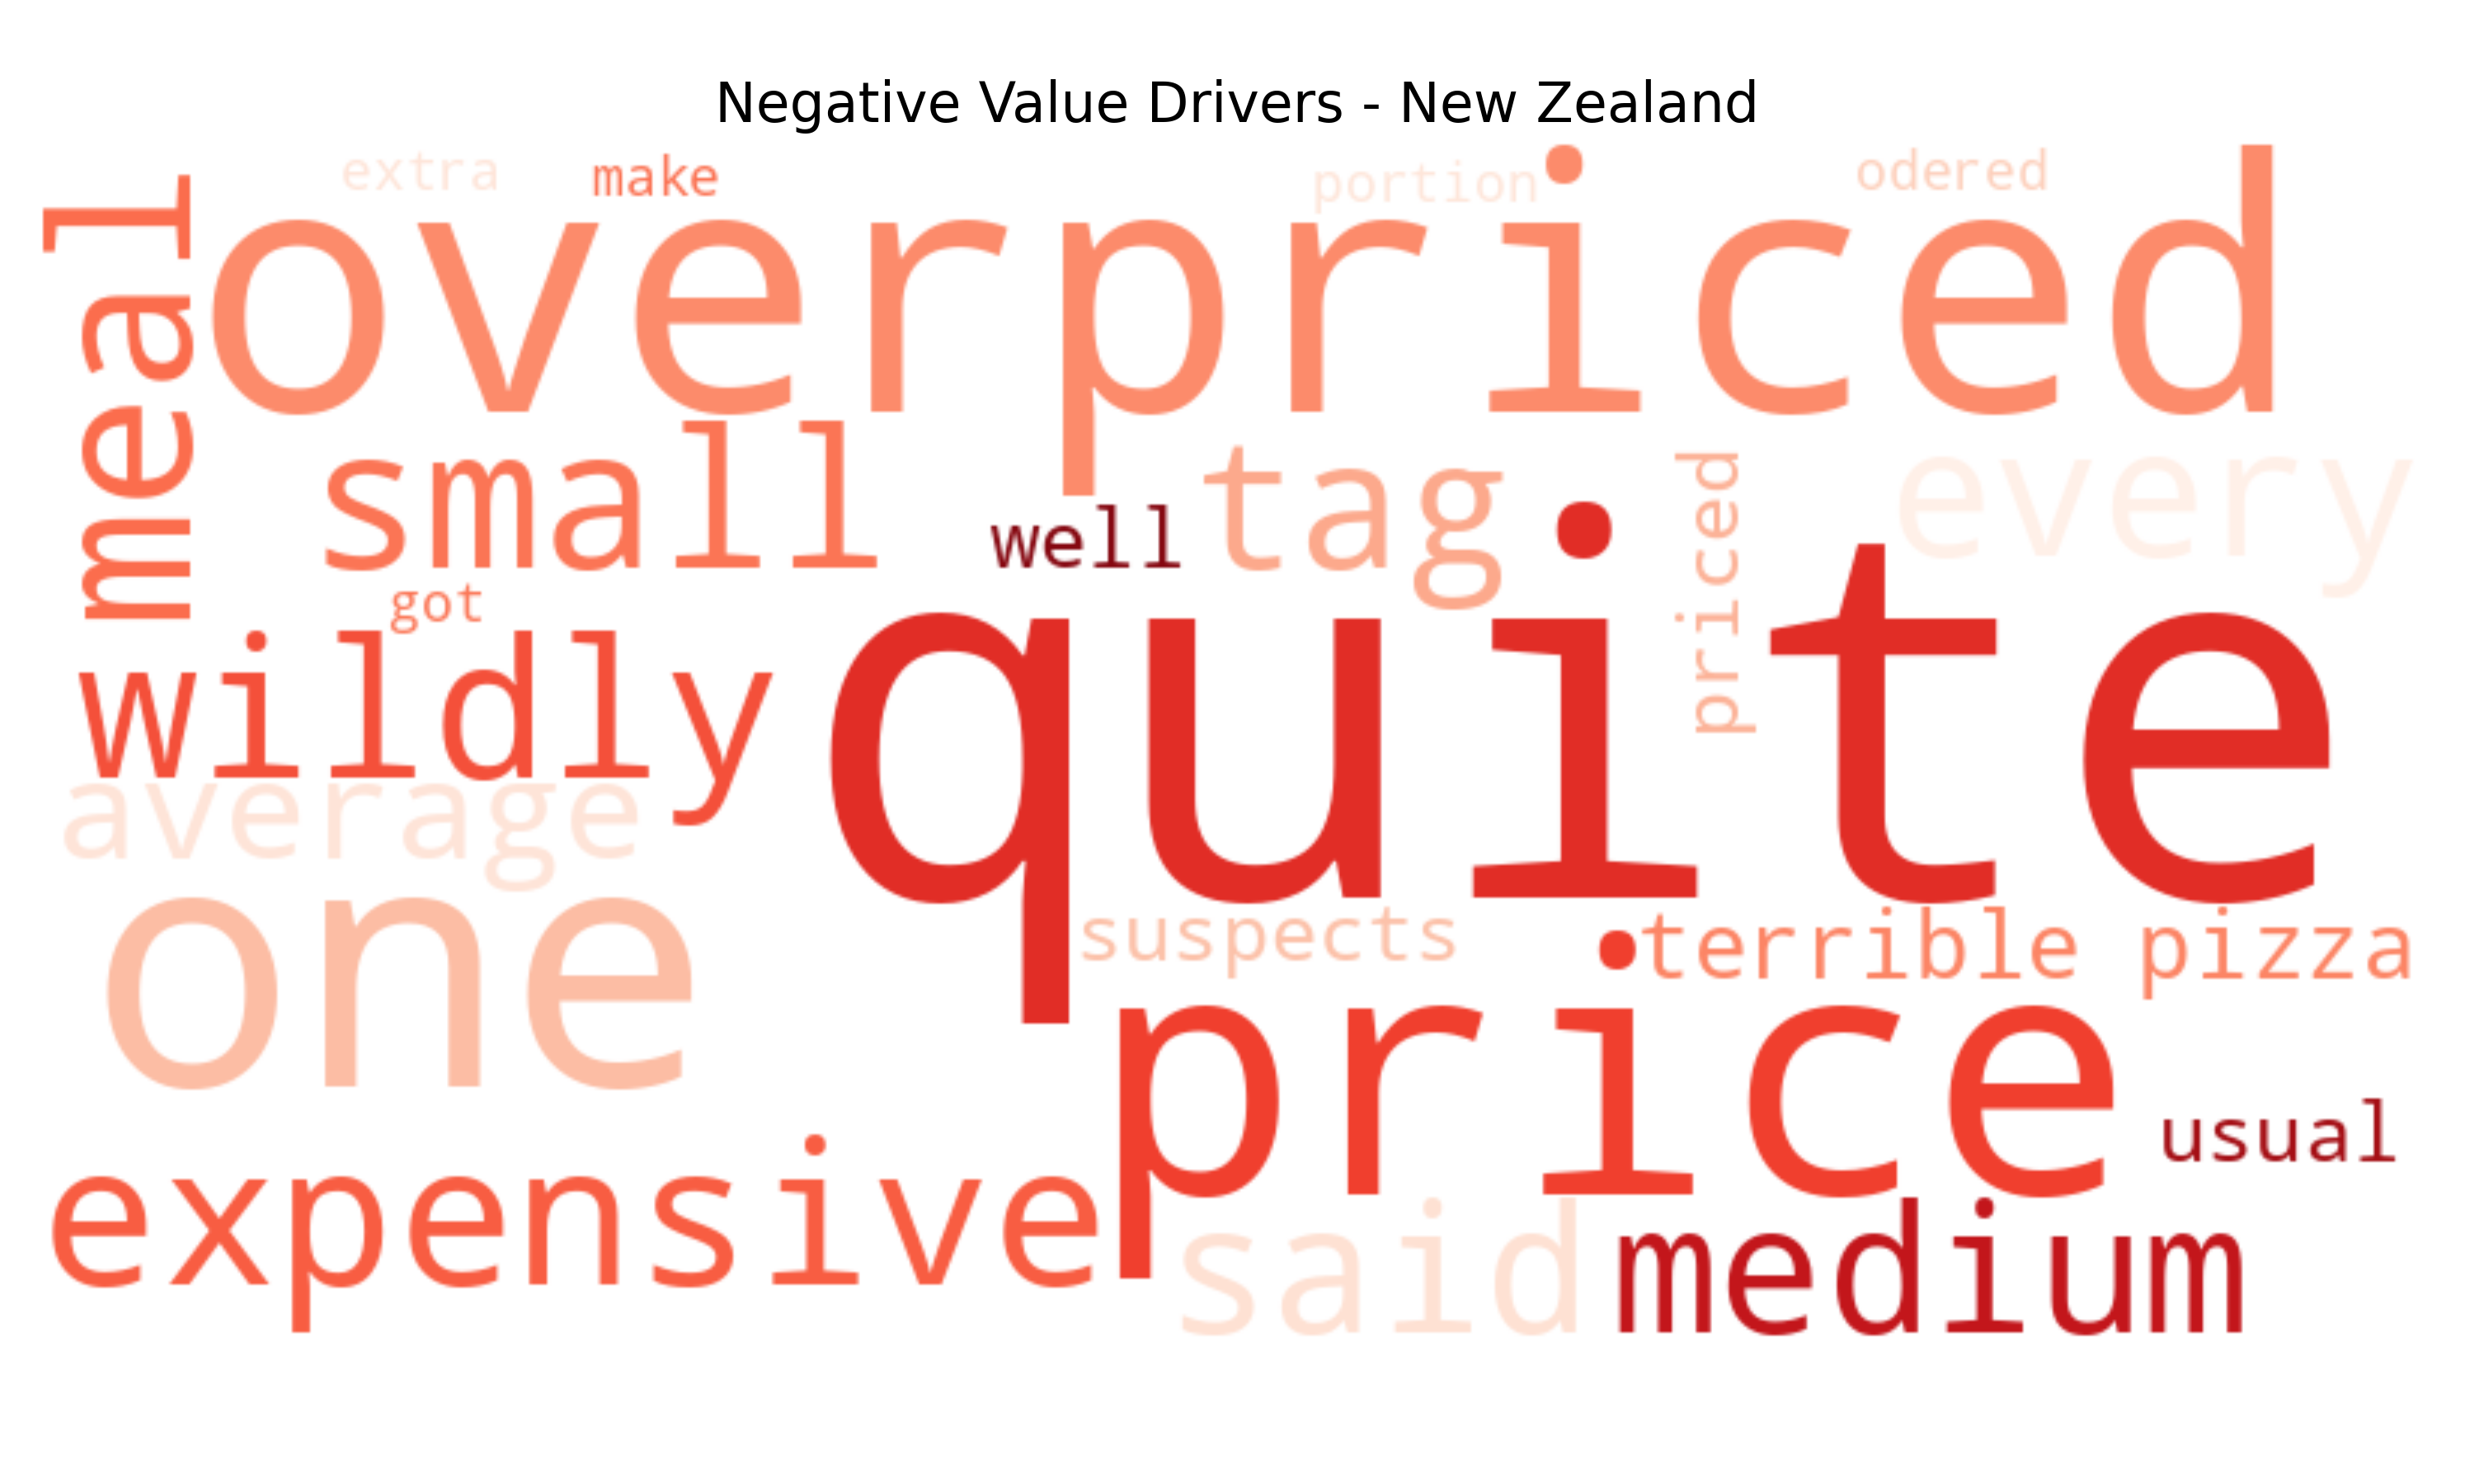 Negative Value Drivers - New Zealand
extra make portion odered
meal
overpriced
small well tag priced every
got
wildly quite
average
one suspects terrible pizza
price
usual
expensive
said medium